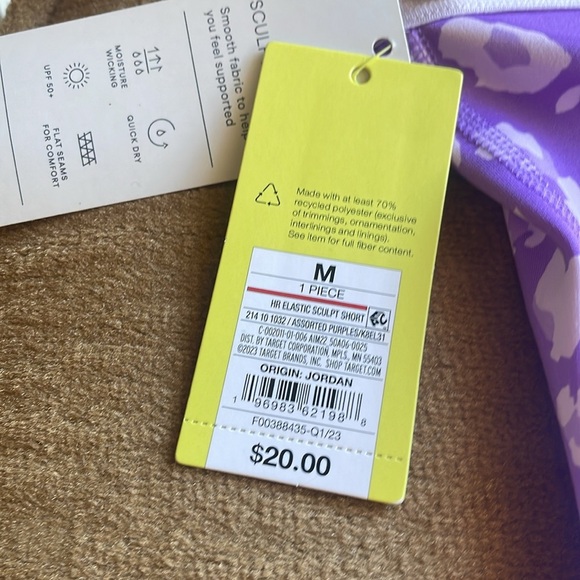 SCUL
Smooth fabric to help
you feel supported
MOISTURE
WICKING
QUICK DRY
UPF 50+
FLAT SEAMS
FOR COMFORT
Made with at least 70%
recycled polyester (exclusive
of trimmings, ornamentation,
interlinings and linings).
See item for full fiber content.
M
1 PIECE
HR ELASTIC SCULPT SHORT
214 10 1032 / ASSORTED PURPLES/K8EL31
C-002011-01-006 AIM22_50A06-0025
DIST. BY TARGET CORPORATION, MPLS, MN 55403
©2023 TARGET BRANDS, INC. SHOP TARGET.COM
ORIGIN: JORDAN
1 96983 62198 8
F00388435-Q1/23
$20.00